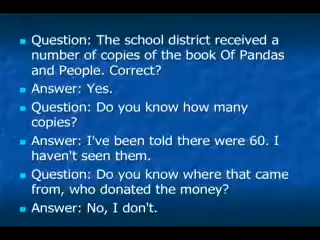 Question: The school district received a
number of copies of the book Of Pandas
and People. Correct?
Answer: Yes.
Question: Do you know how many
copies?
Answer: I've been told there were 60. I
haven't seen them.
Question: Do you know where that came
from, who donated the money?
Answer: No, I don't.